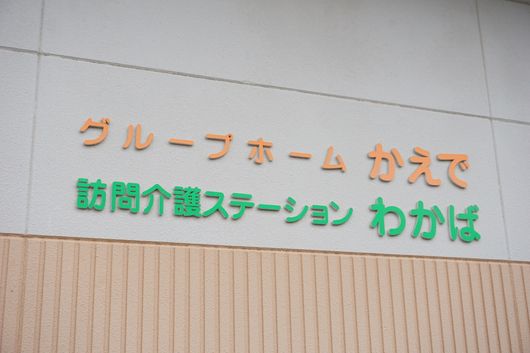 グループホーム かえで
訪問介護ステーション わかば